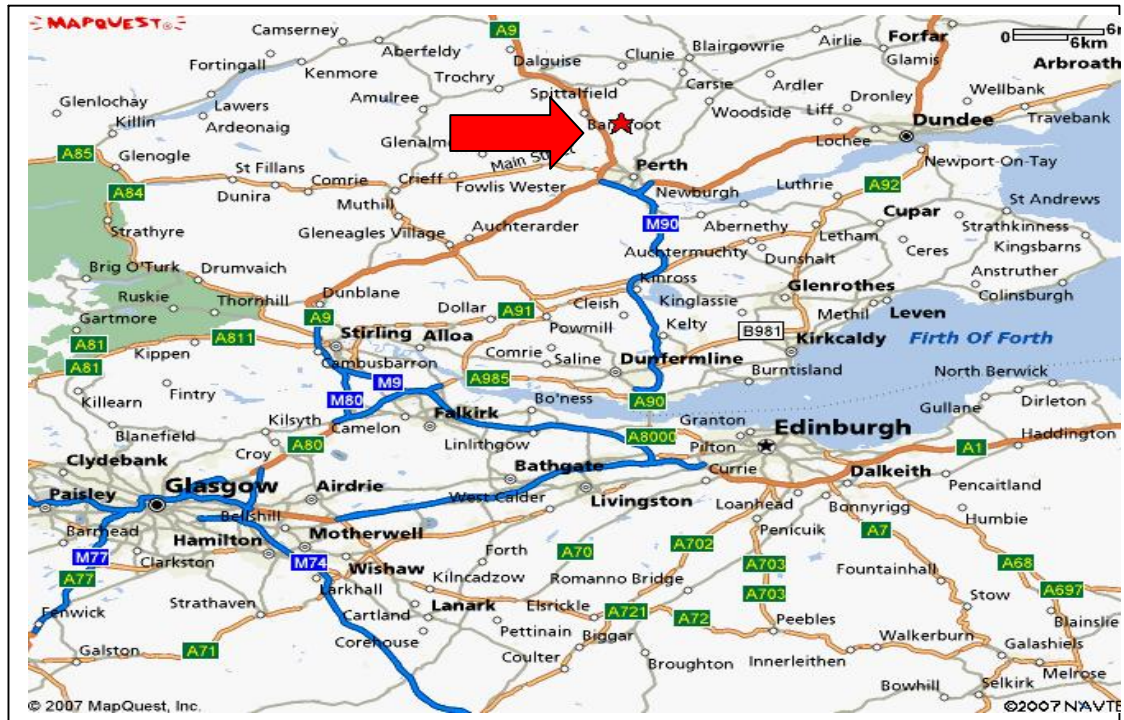 MAPQUEST
A9
Camserney
Aberfeldy
Clunie
Blairgowrie
Airlie
Forfar
0 6km
Fortingall
Kenmore
Dalguise
Glamis
Trochry
Carsie
Ardler
Arbroath
Glenlochay
Lawers
Amulree
Spittalfield
Dronley
Wellbank
Killin
Ardeonaig
Woodside
Liff
Dundee
Travebank
Lochee
A85
Glenogle
St Fillans
Main Street
Perth
Newport-On-Tay
A84
Dunira
Comrie
Crieff
Fowlis Wester
Newburgh
Luthrie
A92
St Andrews
Muthill
Auchterarder
M90
Abernethy
Cupar
Strathkinness
Strathyre
Gleneagles Village
Auchtermuchty
Letham
Ceres
Kingsbarns
Dunshalt
Brig O'Turk
Drumvaich
Kinross
Anstruther
Ruskie
Thornhill
Dunblane
Dollar
Cleish
Kinglassie
Glenrothes
Colinsburgh
Gartmore
A9
A91
Methil
Leven
A811
Stirling
Alloa
Powmill
Kelty
B981
Kirkcaldy
Firth Of Forth
A81
Kippen
Comrie
Saline
Dunfermline
A81
Cambusbarron
M9
A985
Burntisland
North Berwick
Killearn
Fintry
M80
Bo'ness
A90
Gullane
Dirleton
Blanefield
Kilsyth
Camelon
Falkirk
Granton
Edinburgh
A80
Linlithgow
A8000
Pilton
A1
Haddington
Clydebank
Croy
Bathgate
Currie
Dalkeith
Paisley
Glasgow
Airdrie
West Calder
Livingston
Loanhead
Pencaitland
Bellshill
Bonnyrigg
Barrhead
Motherwell
Penicuik
Humbie
Hamilton
A7
M77
Clarkston
M74
Forth
A70
A702
A68
A77
Wishaw
Kilncadzow
Romanno Bridge
A703
Fountainhall
A697
Larkhall
A703
Strathaven
Lanark
Elsrickle
A721
A72
Stow
Fenwick
Cartland
Blainslie
Corehouse
Pettinain
Biggar
Peebles
Walkerburn
Galashiels
Galston
A71
Coulter
Broughton
Innerleithen
Melrose
Bowhill
Selkirk
© 2007 MapQuest, Inc.
©2007 NAVTE